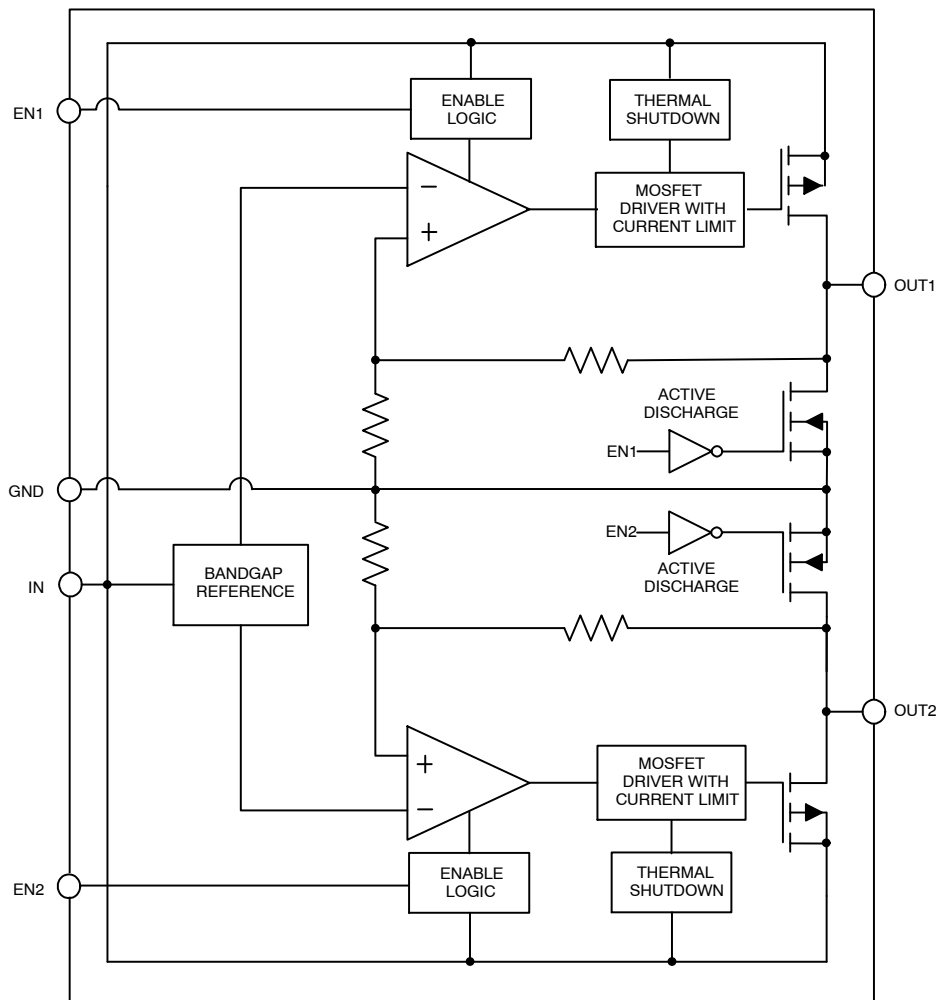 ENABLE
LOGIC
THERMAL
SHUTDOWN
EN1
−
+
MOSFET
DRIVER WITH
CURRENT LIMIT
OUT1
ACTIVE
DISCHARGE
EN1
GND
EN2
ACTIVE
DISCHARGE
IN
BANDGAP
REFERENCE
OUT2
+
−
MOSFET
DRIVER WITH
CURRENT LIMIT
EN2
ENABLE
LOGIC
THERMAL
SHUTDOWN